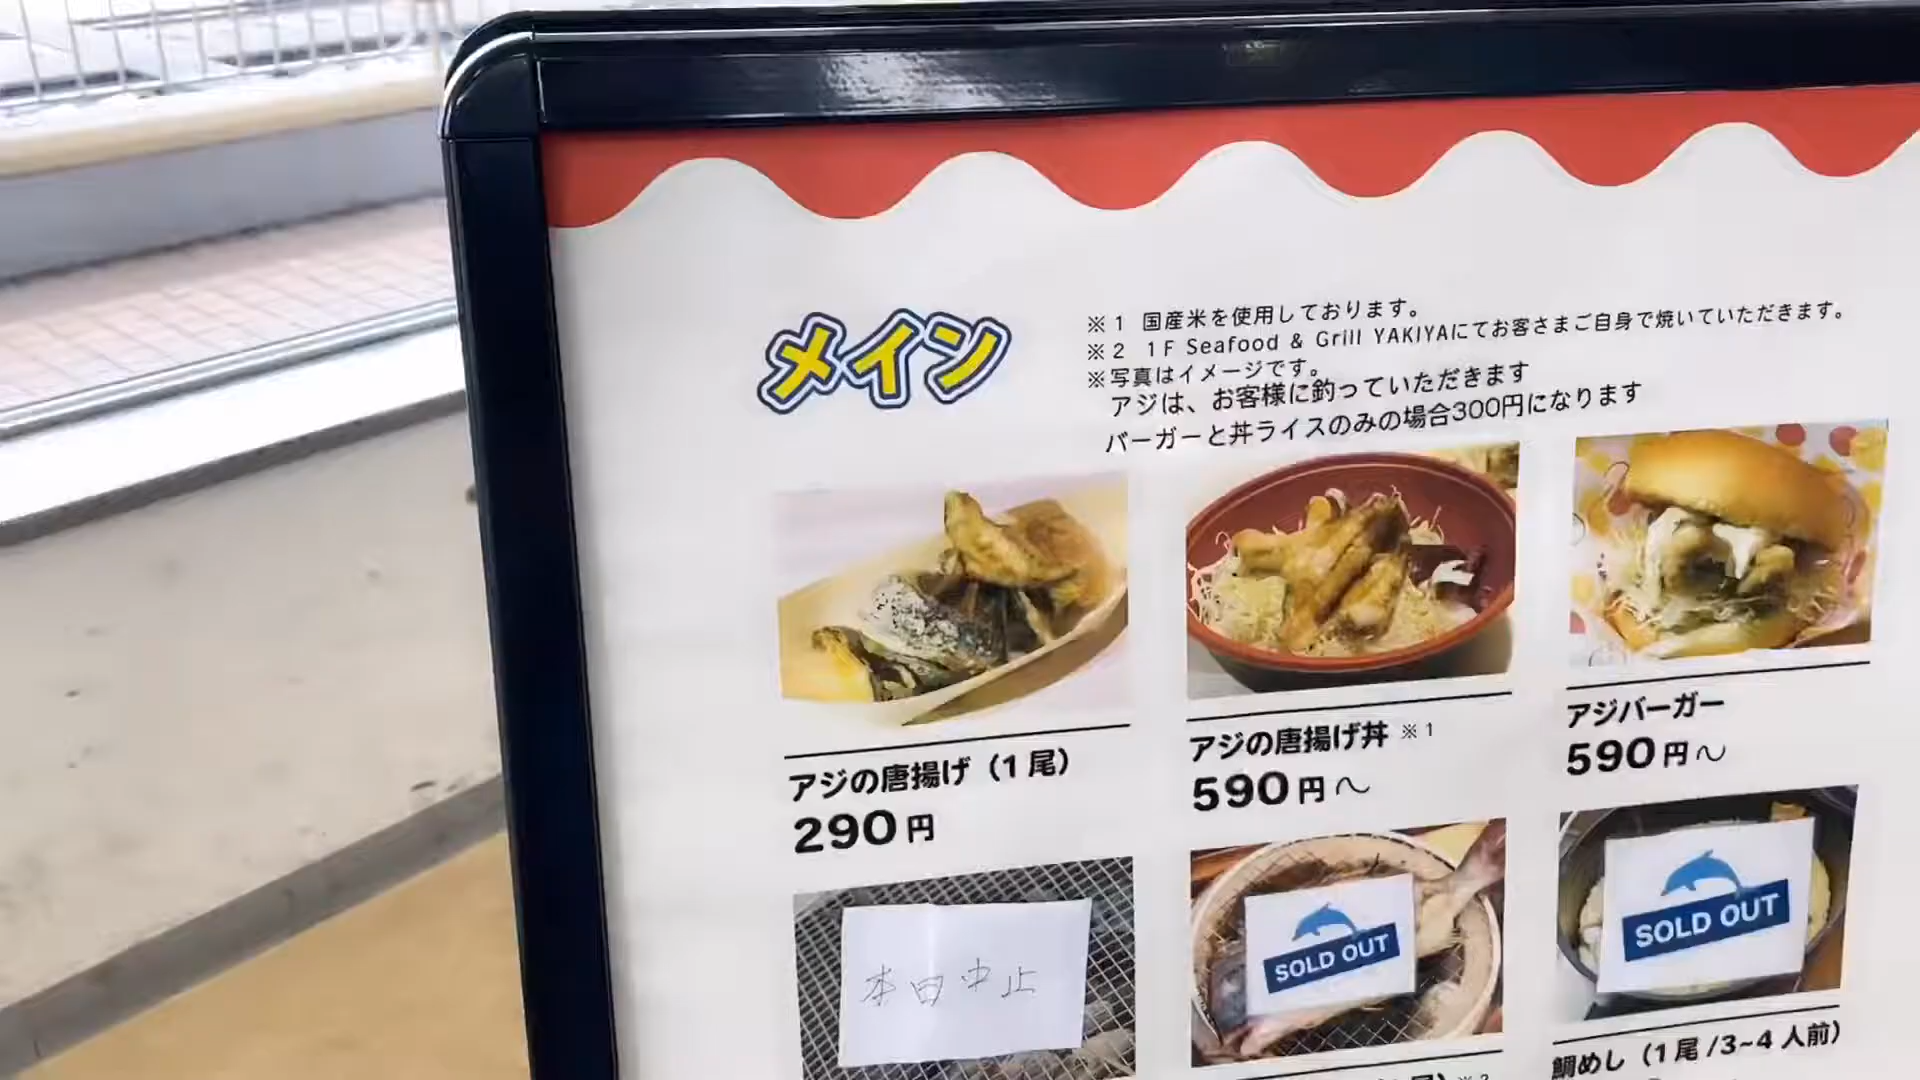 メイン
※1 国産米を使用しております。
※2 1F Seafood & Grill YAKIYAにてお客さまご自身で焼いていただきます。
※写真はイメージです。
アジは、お客様に釣っていただきます
バーガーと丼ライスのみの場合300円になります
アジの唐揚げ（1尾）
290円
アジの唐揚げ丼 ※1
590円～
アジバーガー
590円～
本日中止
SOLD OUT
SOLD OUT
鯛めし（1尾/3~4人前）